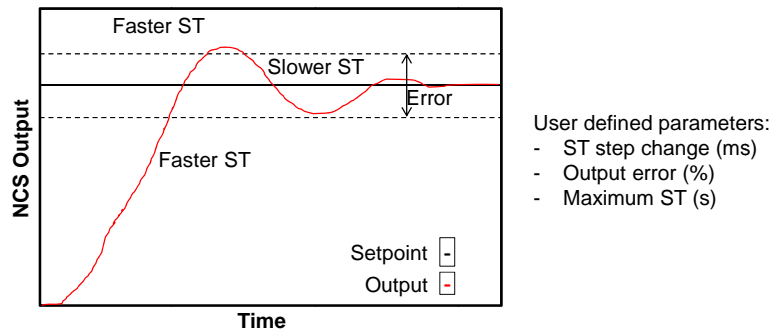 Faster ST
Slower ST
Error
Faster ST
NCS Output
Setpoint -
Output -
Time
User defined parameters:
- ST step change (ms)
- Output error (%)
- Maximum ST (s)